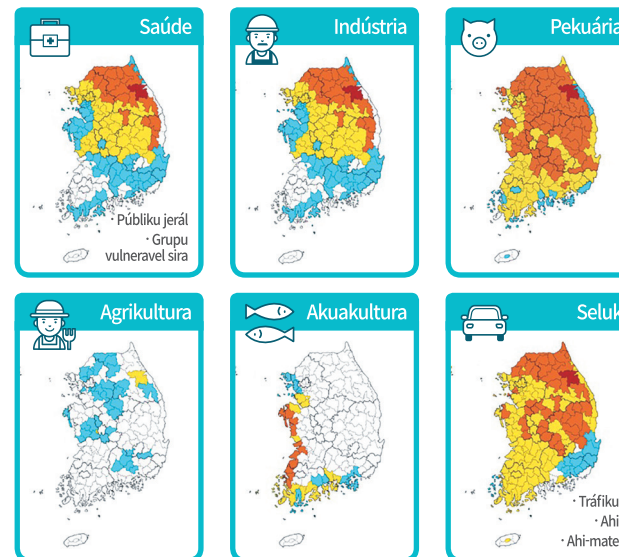 Saúde
· Públiku jerál
· Grupu
vulneravel sira
Indústria
Pekuária
Agrikultura
Akuakultura
Seluk
· Tráfiku
· Ahi
· Ahi-mate